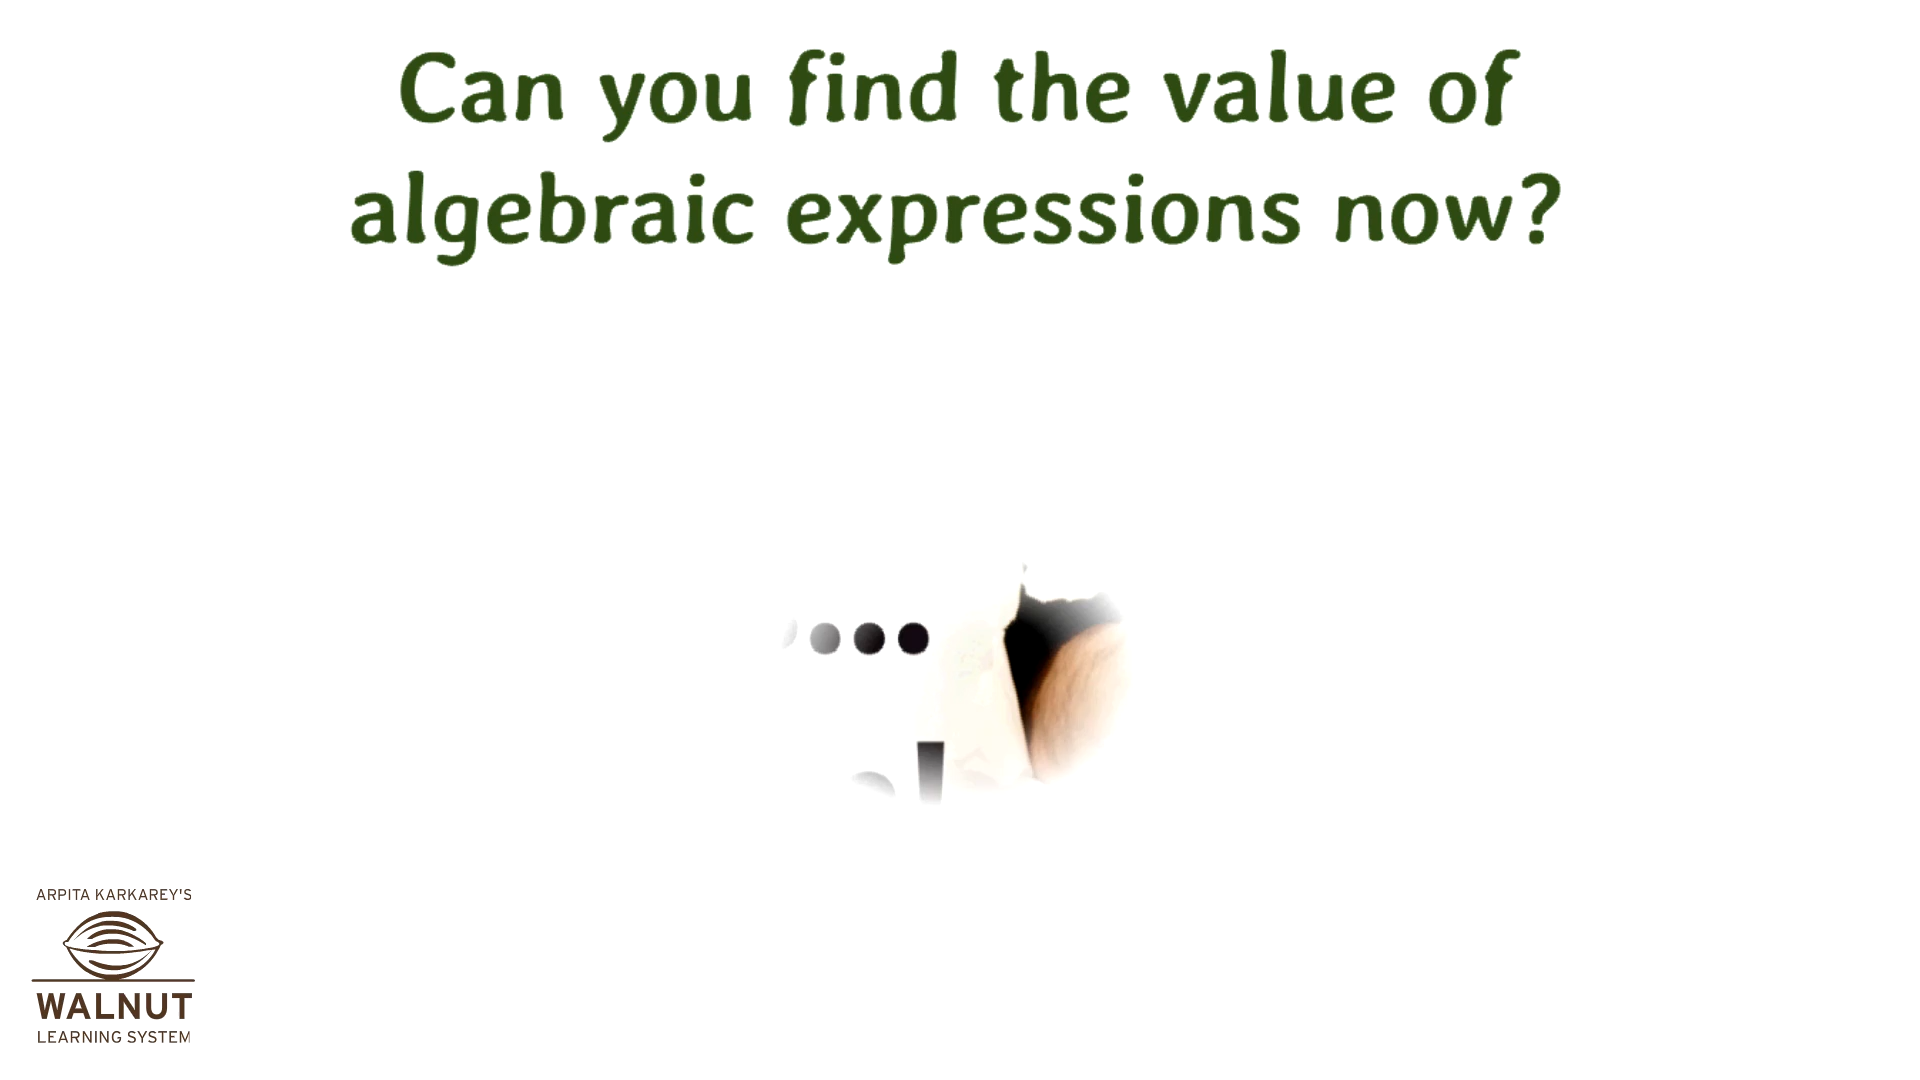 Can you find the value of
algebraic expressions now?
ARPITA KARKAREY'S
WALNUT
LEARNING SYSTEM